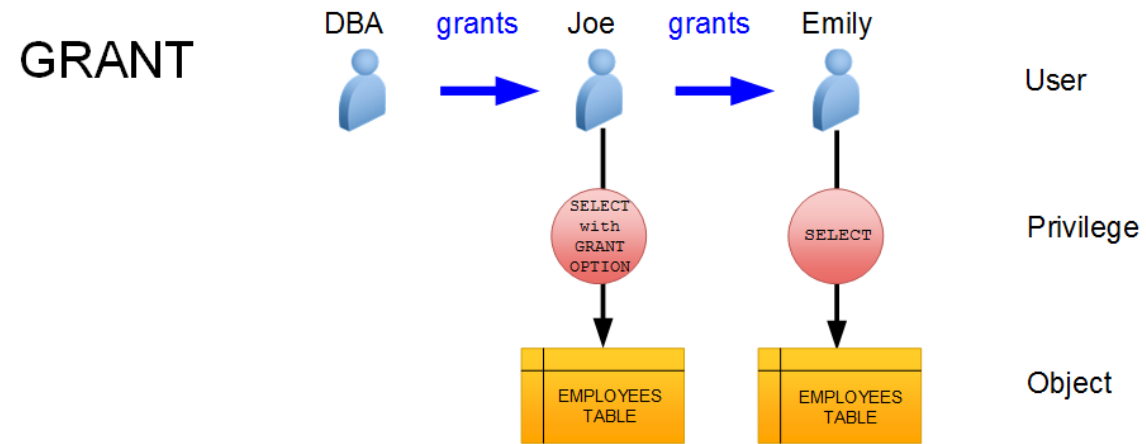 DBA grants Joe grants Emily
GRANT
User
SELECT
with
GRANT
OPTION
SELECT
Privilege
EMPLOYEES
TABLE
EMPLOYEES
TABLE
Object